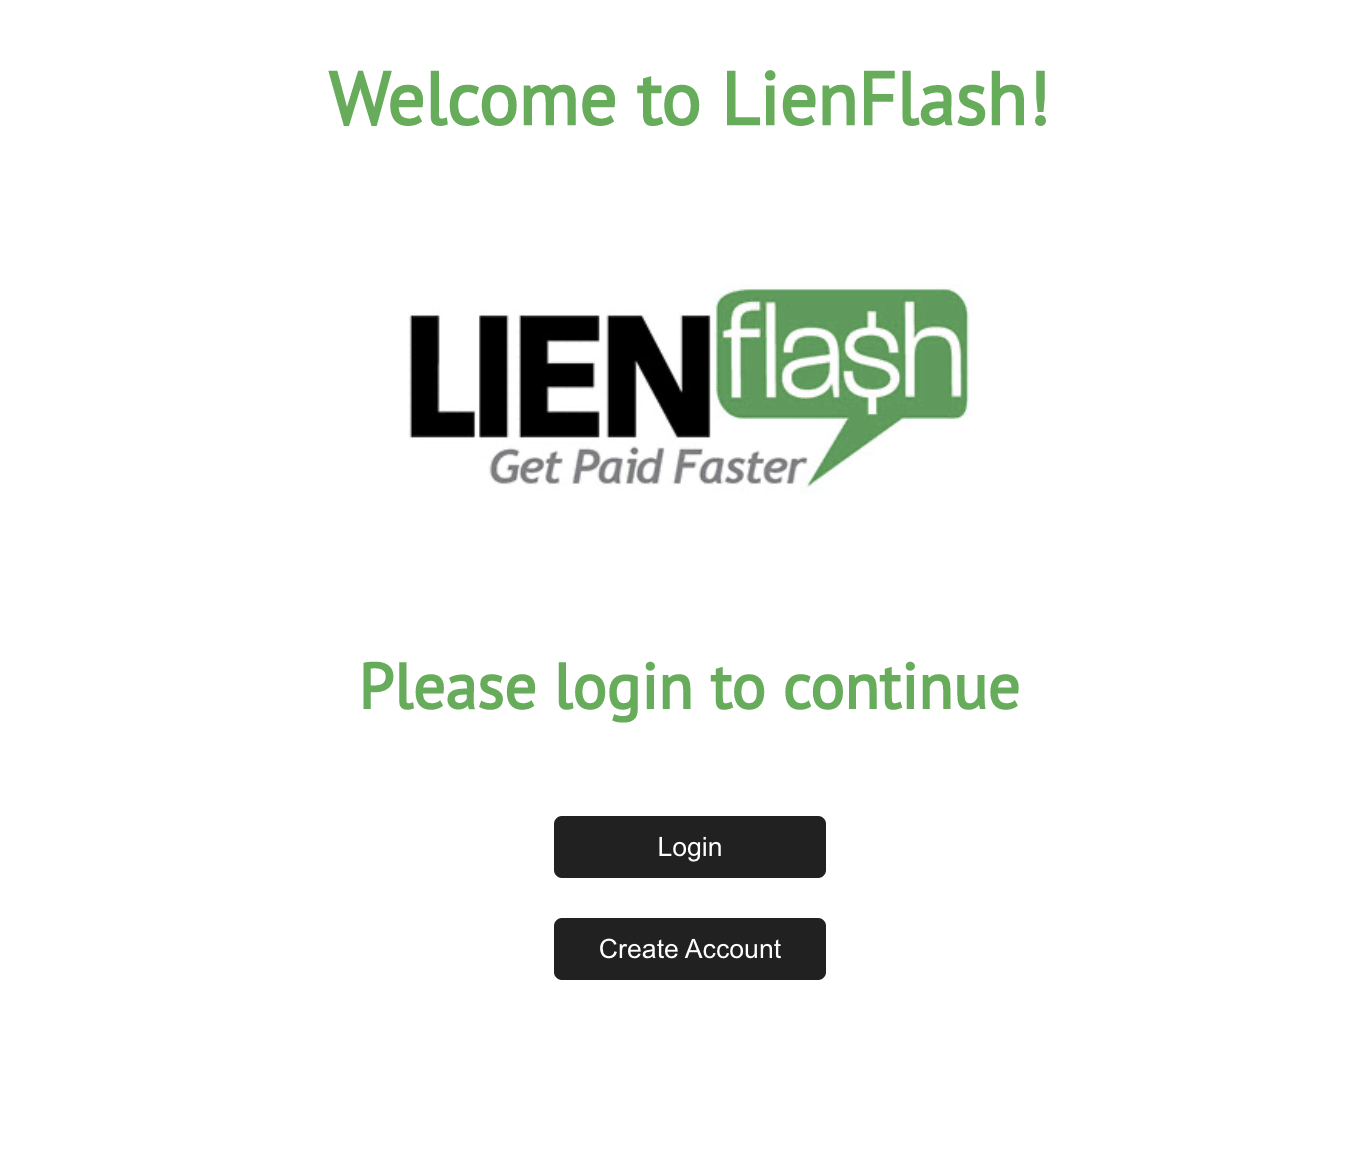 Welcome to LienFlash!
LIEN fla$h
Get Paid Faster
Please login to continue
Login
Create Account